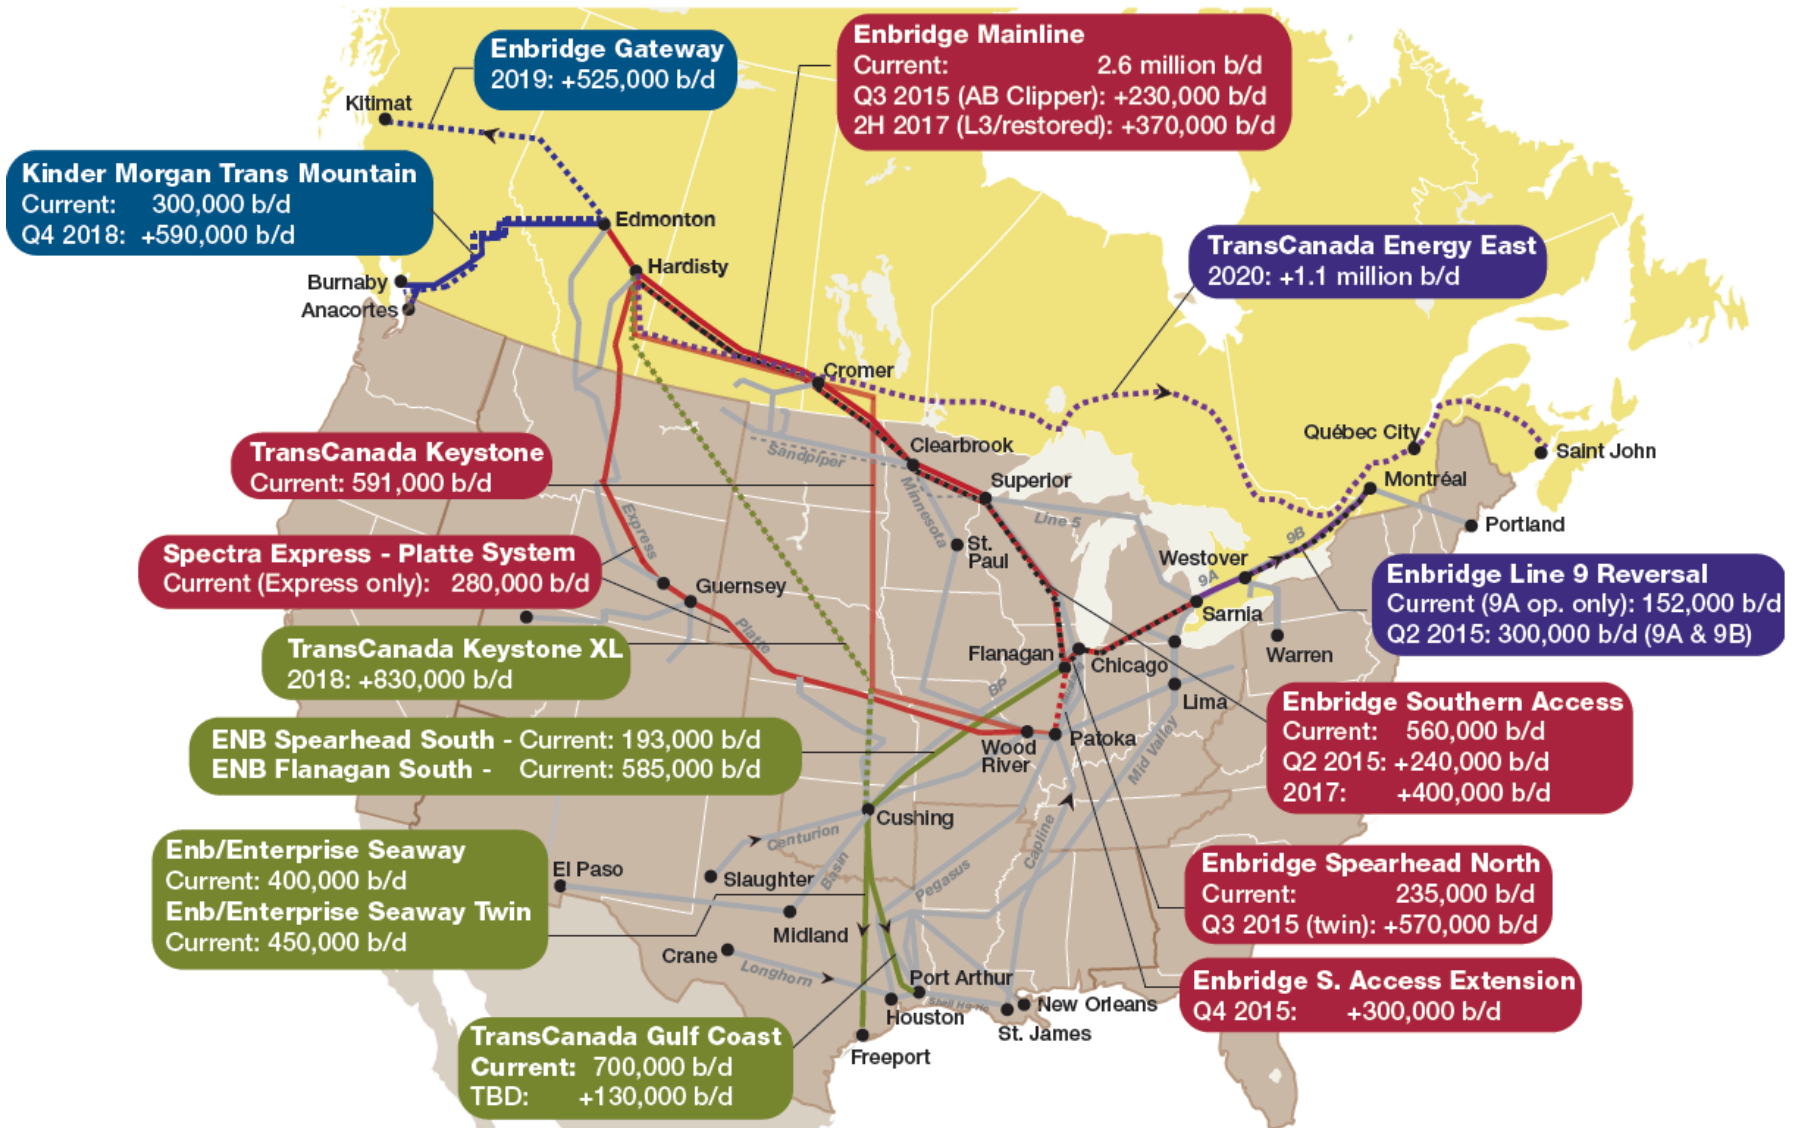 Enbridge Gateway
2019: +525,000 b/d
Enbridge Mainline
Current: 2.6 million b/d
Q3 2015 (AB Clipper): +230,000 b/d
2H 2017 (L3/restored): +370,000 b/d
Kitimat
Kinder Morgan Trans Mountain
Current: 300,000 b/d
Q4 2018: +590,000 b/d
Edmonton
Hardisty
Burnaby
Anacortes
TransCanada Energy East
2020: +1.1 million b/d
Cromer
Québec City
Saint John
Clearbrook
TransCanada Keystone
Current: 591,000 b/d
Sandpiper
Superior
Montréal
Minnesota
Line 5
Portland
Express
9B
St.
Paul
Westover
Spectra Express - Platte System
Current (Express only): 280,000 b/d
9A
Enbridge Line 9 Reversal
Current (9A op. only): 152,000 b/d
Q2 2015: 300,000 b/d (9A & 9B)
Guernsey
Sarnia
Platte
TransCanada Keystone XL
2018: +830,000 b/d
Flanagan
Chicago
Warren
BP
Lima
Enbridge Southern Access
Current: 560,000 b/d
Q2 2015: +240,000 b/d
2017: +400,000 b/d
ENB Spearhead South - Current: 193,000 b/d
ENB Flanagan South - Current: 585,000 b/d
Wood
River
Patoka
Mid Valley
Cushing
Centurion
Basin
Capline
Pegasus
Enb/Enterprise Seaway
Current: 400,000 b/d
Enb/Enterprise Seaway Twin
Current: 450,000 b/d
El Paso
Slaughter
Midland
Crane
Longhorn
Enbridge Spearhead North
Current: 235,000 b/d
Q3 2015 (twin): +570,000 b/d
Port Arthur
Houston
New Orleans
St. James
Freeport
Enbridge S. Access Extension
Q4 2015: +300,000 b/d
TransCanada Gulf Coast
Current: 700,000 b/d
TBD: +130,000 b/d